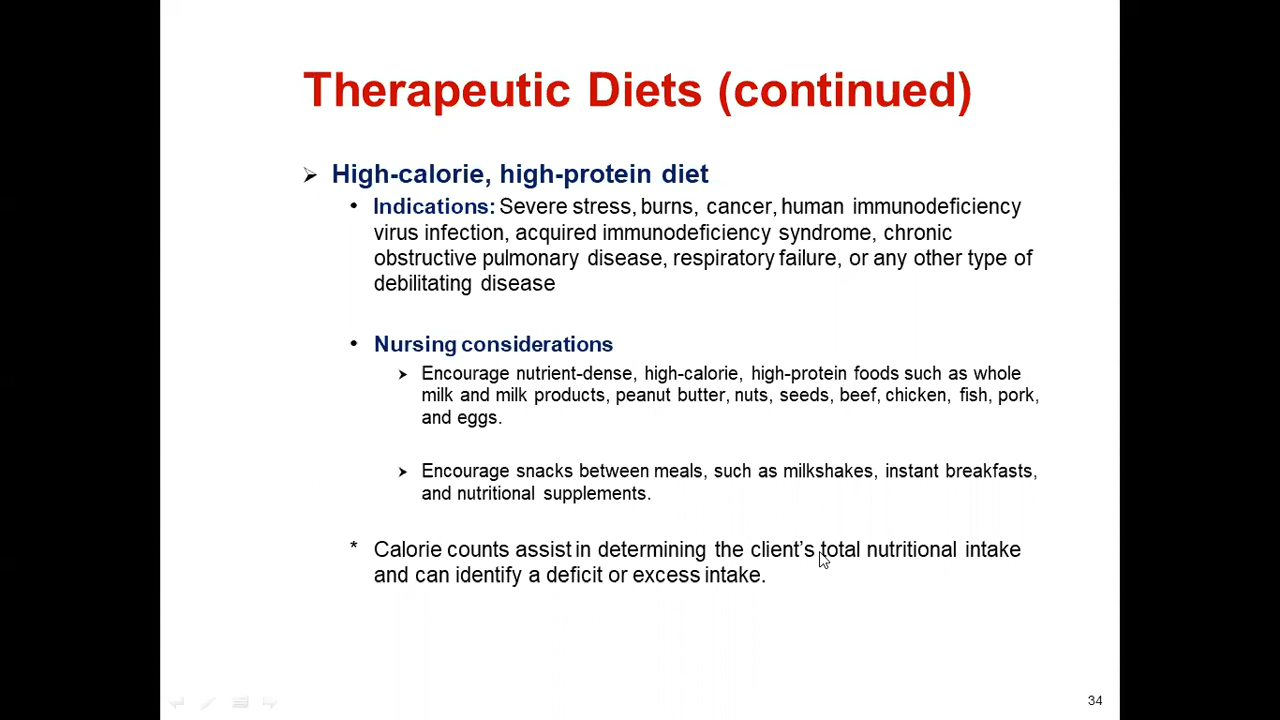 Therapeutic Diets (continued)
➢ High-calorie, high-protein diet
• Indications: Severe stress, burns, cancer, human immunodeficiency
virus infection, acquired immunodeficiency syndrome, chronic
obstructive pulmonary disease, respiratory failure, or any other type of
debilitating disease
• Nursing considerations
➢ Encourage nutrient-dense, high-calorie, high-protein foods such as whole
milk and milk products, peanut butter, nuts, seeds, beef, chicken, fish, pork,
and eggs.
➢ Encourage snacks between meals, such as milkshakes, instant breakfasts,
and nutritional supplements.
* Calorie counts assist in determining the client’s total nutritional intake
and can identify a deficit or excess intake.
34